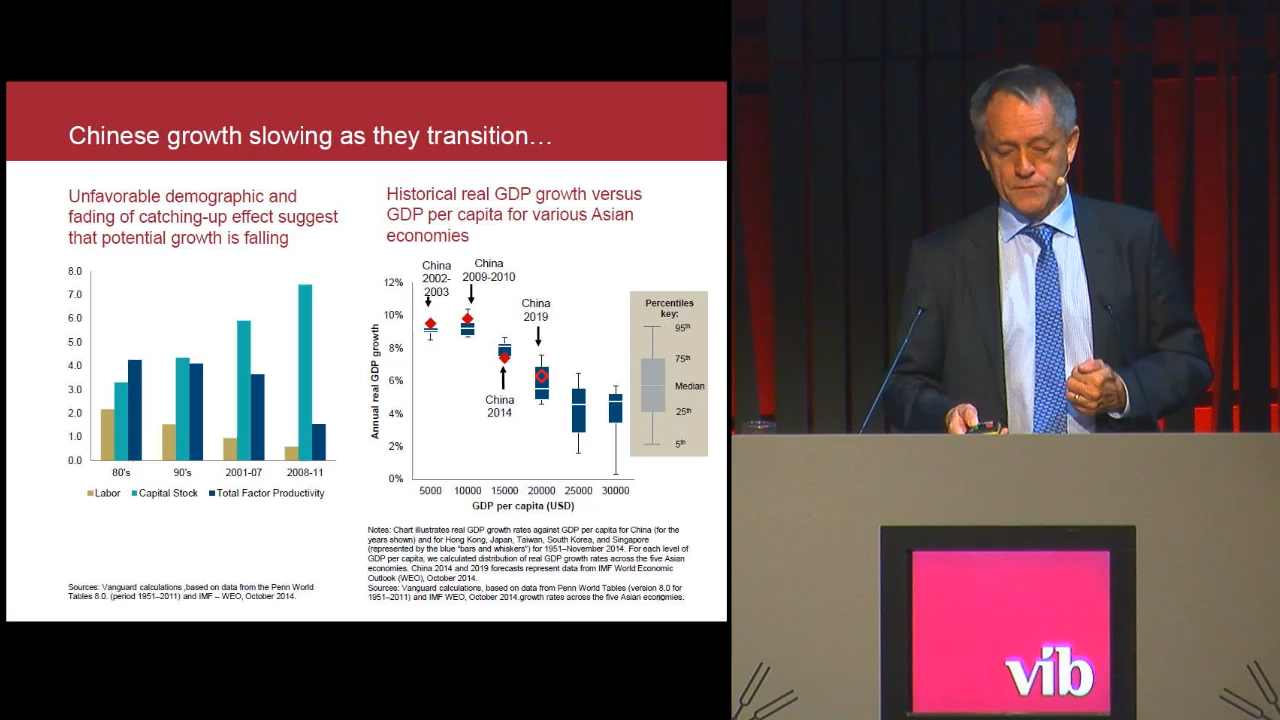 Chinese growth slowing as they transition…
Unfavorable demographic and
fading of catching-up effect suggest
that potential growth is falling
8.0
7.0
6.0
5.0
4.0
3.0
2.0
1.0
0.0
80's 90's 2001-07 2008-11
Labor Capital Stock Total Factor Productivity
Sources: Vanguard calculations ,based on data from the Penn World
Tables 8.0. (period 1951–2011) and IMF – WEO, October 2014.
Historical real GDP growth versus
GDP per capita for various Asian
economies
Annual real GDP growth
12%
10%
8%
6%
4%
2%
0%
China
2002-
2003
China
2009-2010
China
2019
China
2014
5000 10000 15000 20000 25000 30000
GDP per capita (USD)
Percentiles
key:
95th
75th
Median
25th
5th
Notes: Chart illustrates real GDP growth rates against GDP per capita for China (for the
years shown) and for Hong Kong, Japan, Taiwan, South Korea, and Singapore
(represented by the blue “bars and whiskers”) for 1951–November 2014. For each level of
GDP per capita, we calculated distribution of real GDP growth rates across the five Asian
economies. China 2014 and 2019 forecasts represent data from IMF World Economic
Outlook (WEO), October 2014.
Sources: Vanguard calculations, based on data from Penn World Tables (version 8.0 for
1951–2011) and IMF WEO, October 2014.growth rates across the five Asian economies.
vib